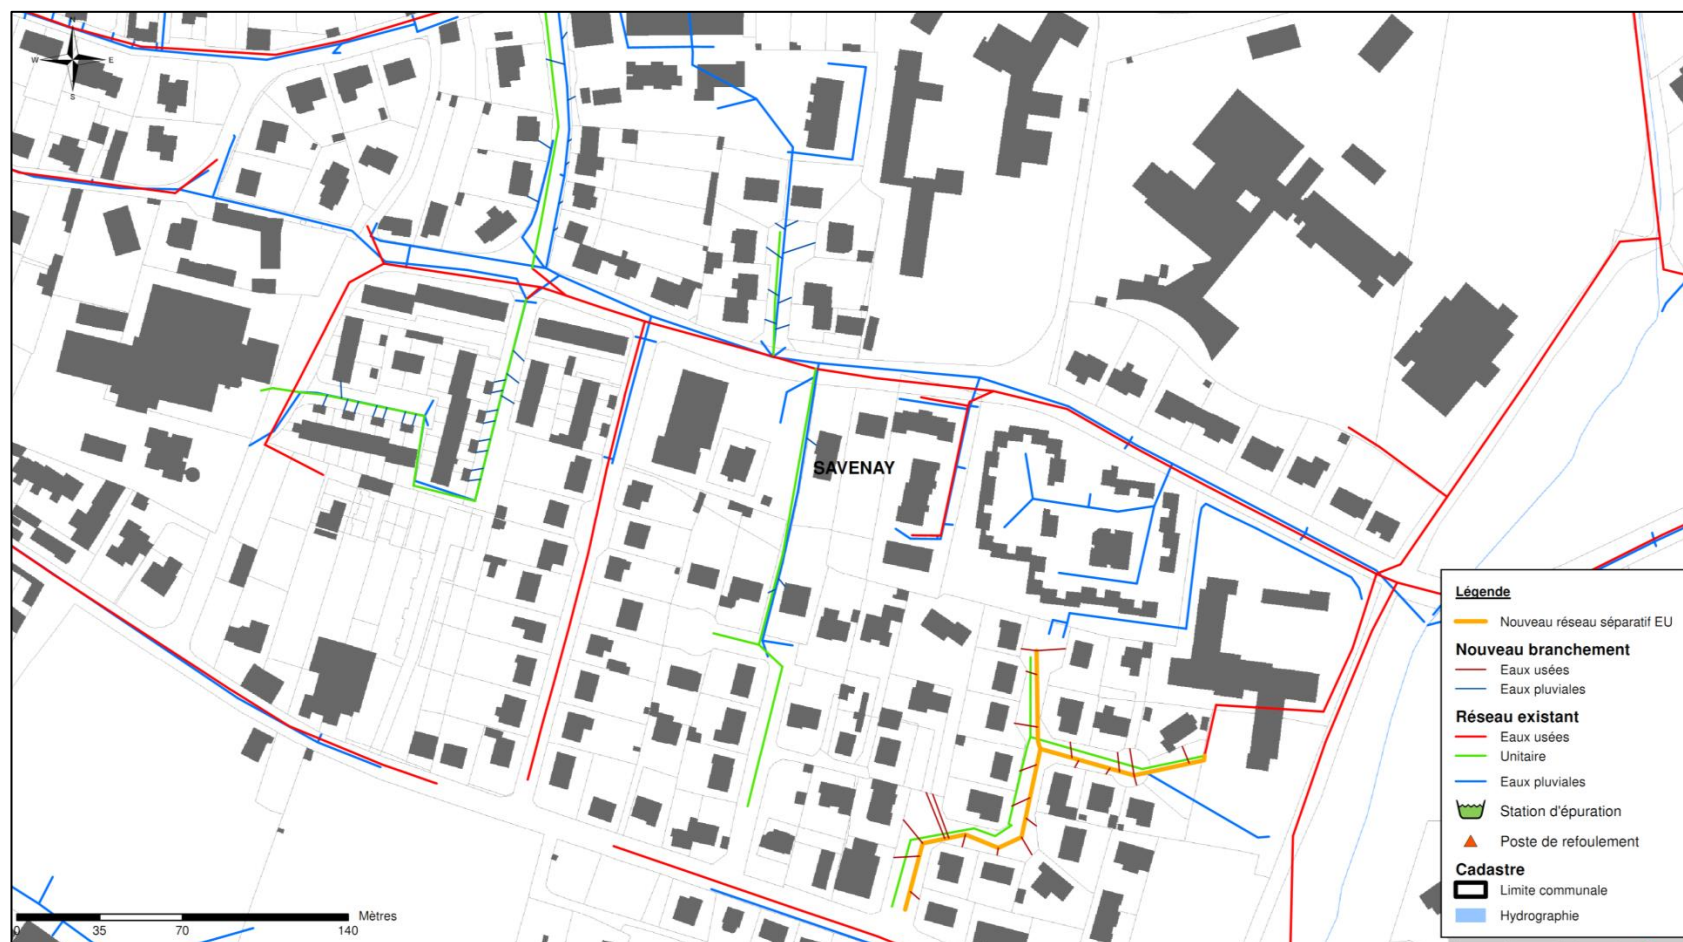 N
W E
S
SAVENAY
Légende
Nouveau réseau séparatif EU
Nouveau branchement
Eaux usées
Eaux pluviales
Réseau existant
Eaux usées
Unitaire
Eaux pluviales
Station d'épuration
Poste de refoulement
Cadastre
Limite communale
Hydrographie
Mètres
0 35 70 140